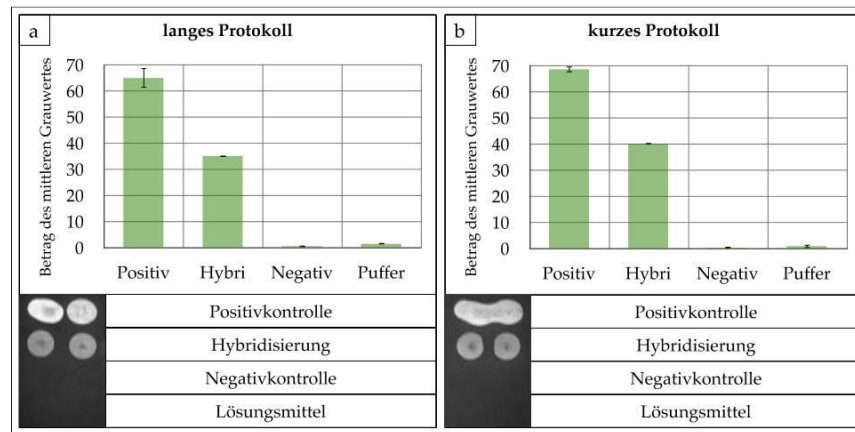 a
langes Protokoll
Betrag des mittleren Grauwertes
70
60
50
40
30
20
10
0
Positiv Hybri Negativ Puffer
Positivkontrolle
Hybridisierung
Negativkontrolle
Lösungsmittel
b
kurzes Protokoll
Betrag des mittleren Grauwertes
70
60
50
40
30
20
10
0
Positiv Hybri Negativ Puffer
Positivkontrolle
Hybridisierung
Negativkontrolle
Lösungsmittel